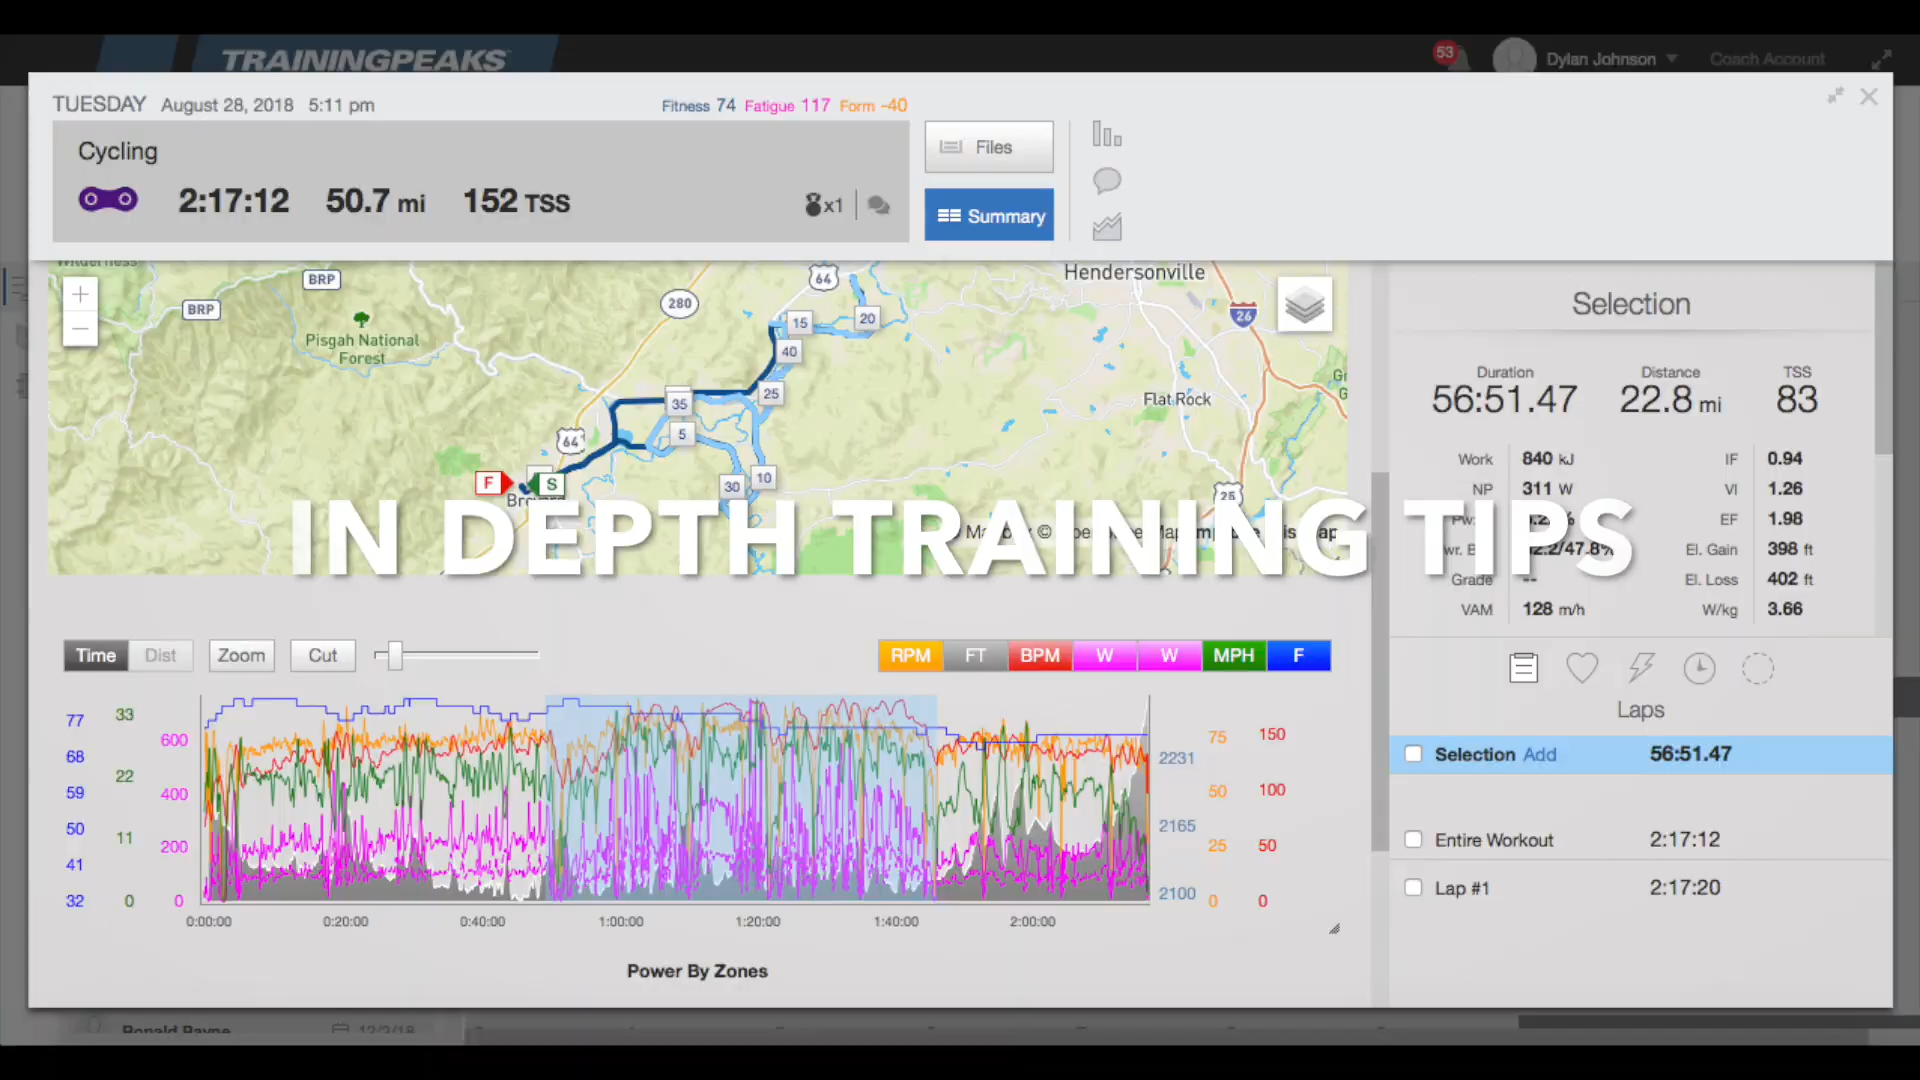 TRAININGPEAKS
53
Dylan Johnson
Coach Account
TUESDAY August 28, 2018 5:11 pm
Fitness 74 Fatigue 117 Form -40
Cycling
2:17:12 50.7 mi 152 TSS
x1
Files
Summary
Wilderness
BRP
BRP
Pisgah National
Forest
280
64
15
20
40
Hendersonville
26
25
35
5
64
Flat Rock
10
30
25
F
S
IN DEPTH TRAINING TIPS
Selection
Duration Distance TSS
56:51.47 22.8 mi 83
Work 840 kJ IF 0.94
NP 311 W VI 1.26
EF 1.98
El. Gain 398 ft
Grade -- El. Loss 402 ft
VAM 128 m/h W/kg 3.66
Time Dist Zoom Cut
RPM FT BPM W W MPH F
77 33
68 600 22
59 400
50 11
41 200
32 0 0
2231 75 150
50 100
2165 25 50
2100 0 0
0:00:00 0:20:00 0:40:00 1:00:00 1:20:00 1:40:00 2:00:00
Power By Zones
Laps
Selection Add 56:51.47
Entire Workout 2:17:12
Lap #1 2:17:20
Ronald Payne 12/2/18